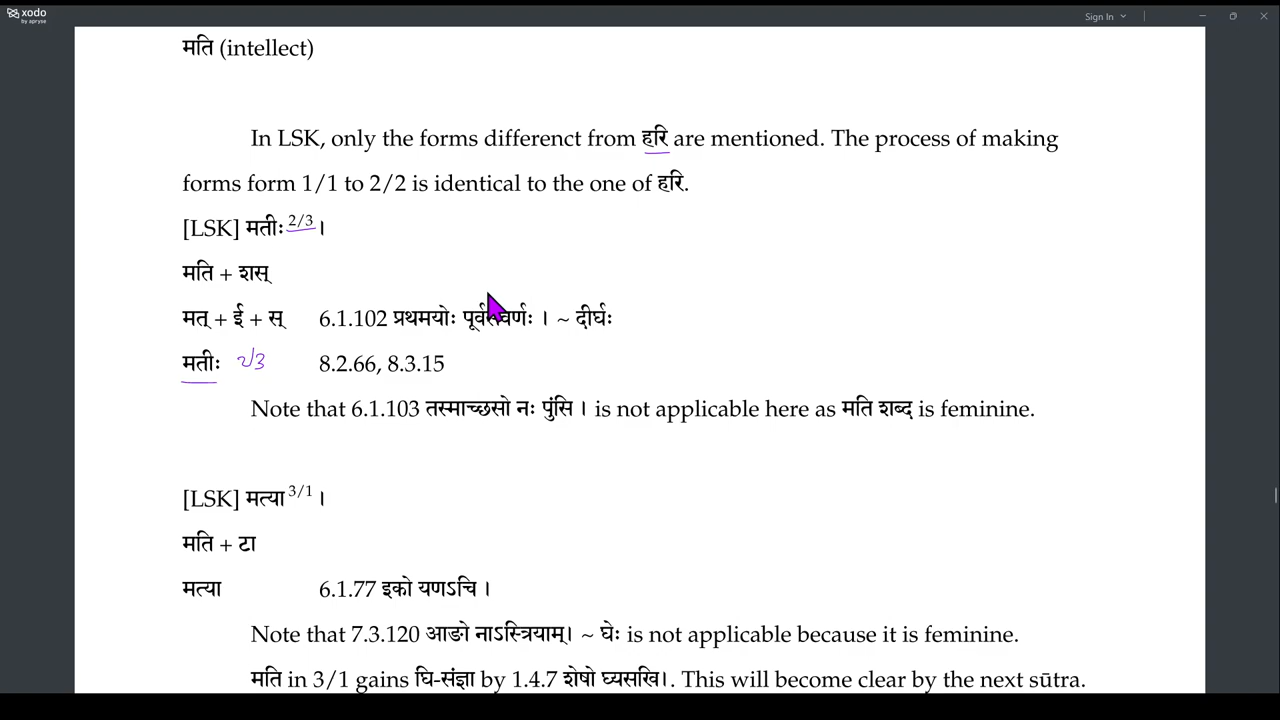 xodo
by apryse
Sign In
मति (intellect)
In LSK, only the forms differenct from हरि are mentioned. The process of making
forms form 1/1 to 2/2 is identical to the one of हरि.
[LSK] मतीः 2/3 ।
मति + शस्
मत् + ई + स् 6.1.102 प्रथमयोः पूर्वसवर्णः । ~ दीर्घः
मतीः २/३ 8.2.66, 8.3.15
Note that 6.1.103 तस्माच्छसो नः पुंसि । is not applicable here as मति शब्द is feminine.
[LSK] मत्या 3/1 ।
मति + टा
मत्या 6.1.77 इको यणऽचि ।
Note that 7.3.120 आङो नाऽस्त्रियाम्। ~ घेः is not applicable because it is feminine.
मति in 3/1 gains घि-संज्ञा by 1.4.7 शेषो घ्यसखि।. This will become clear by the next sūtra.